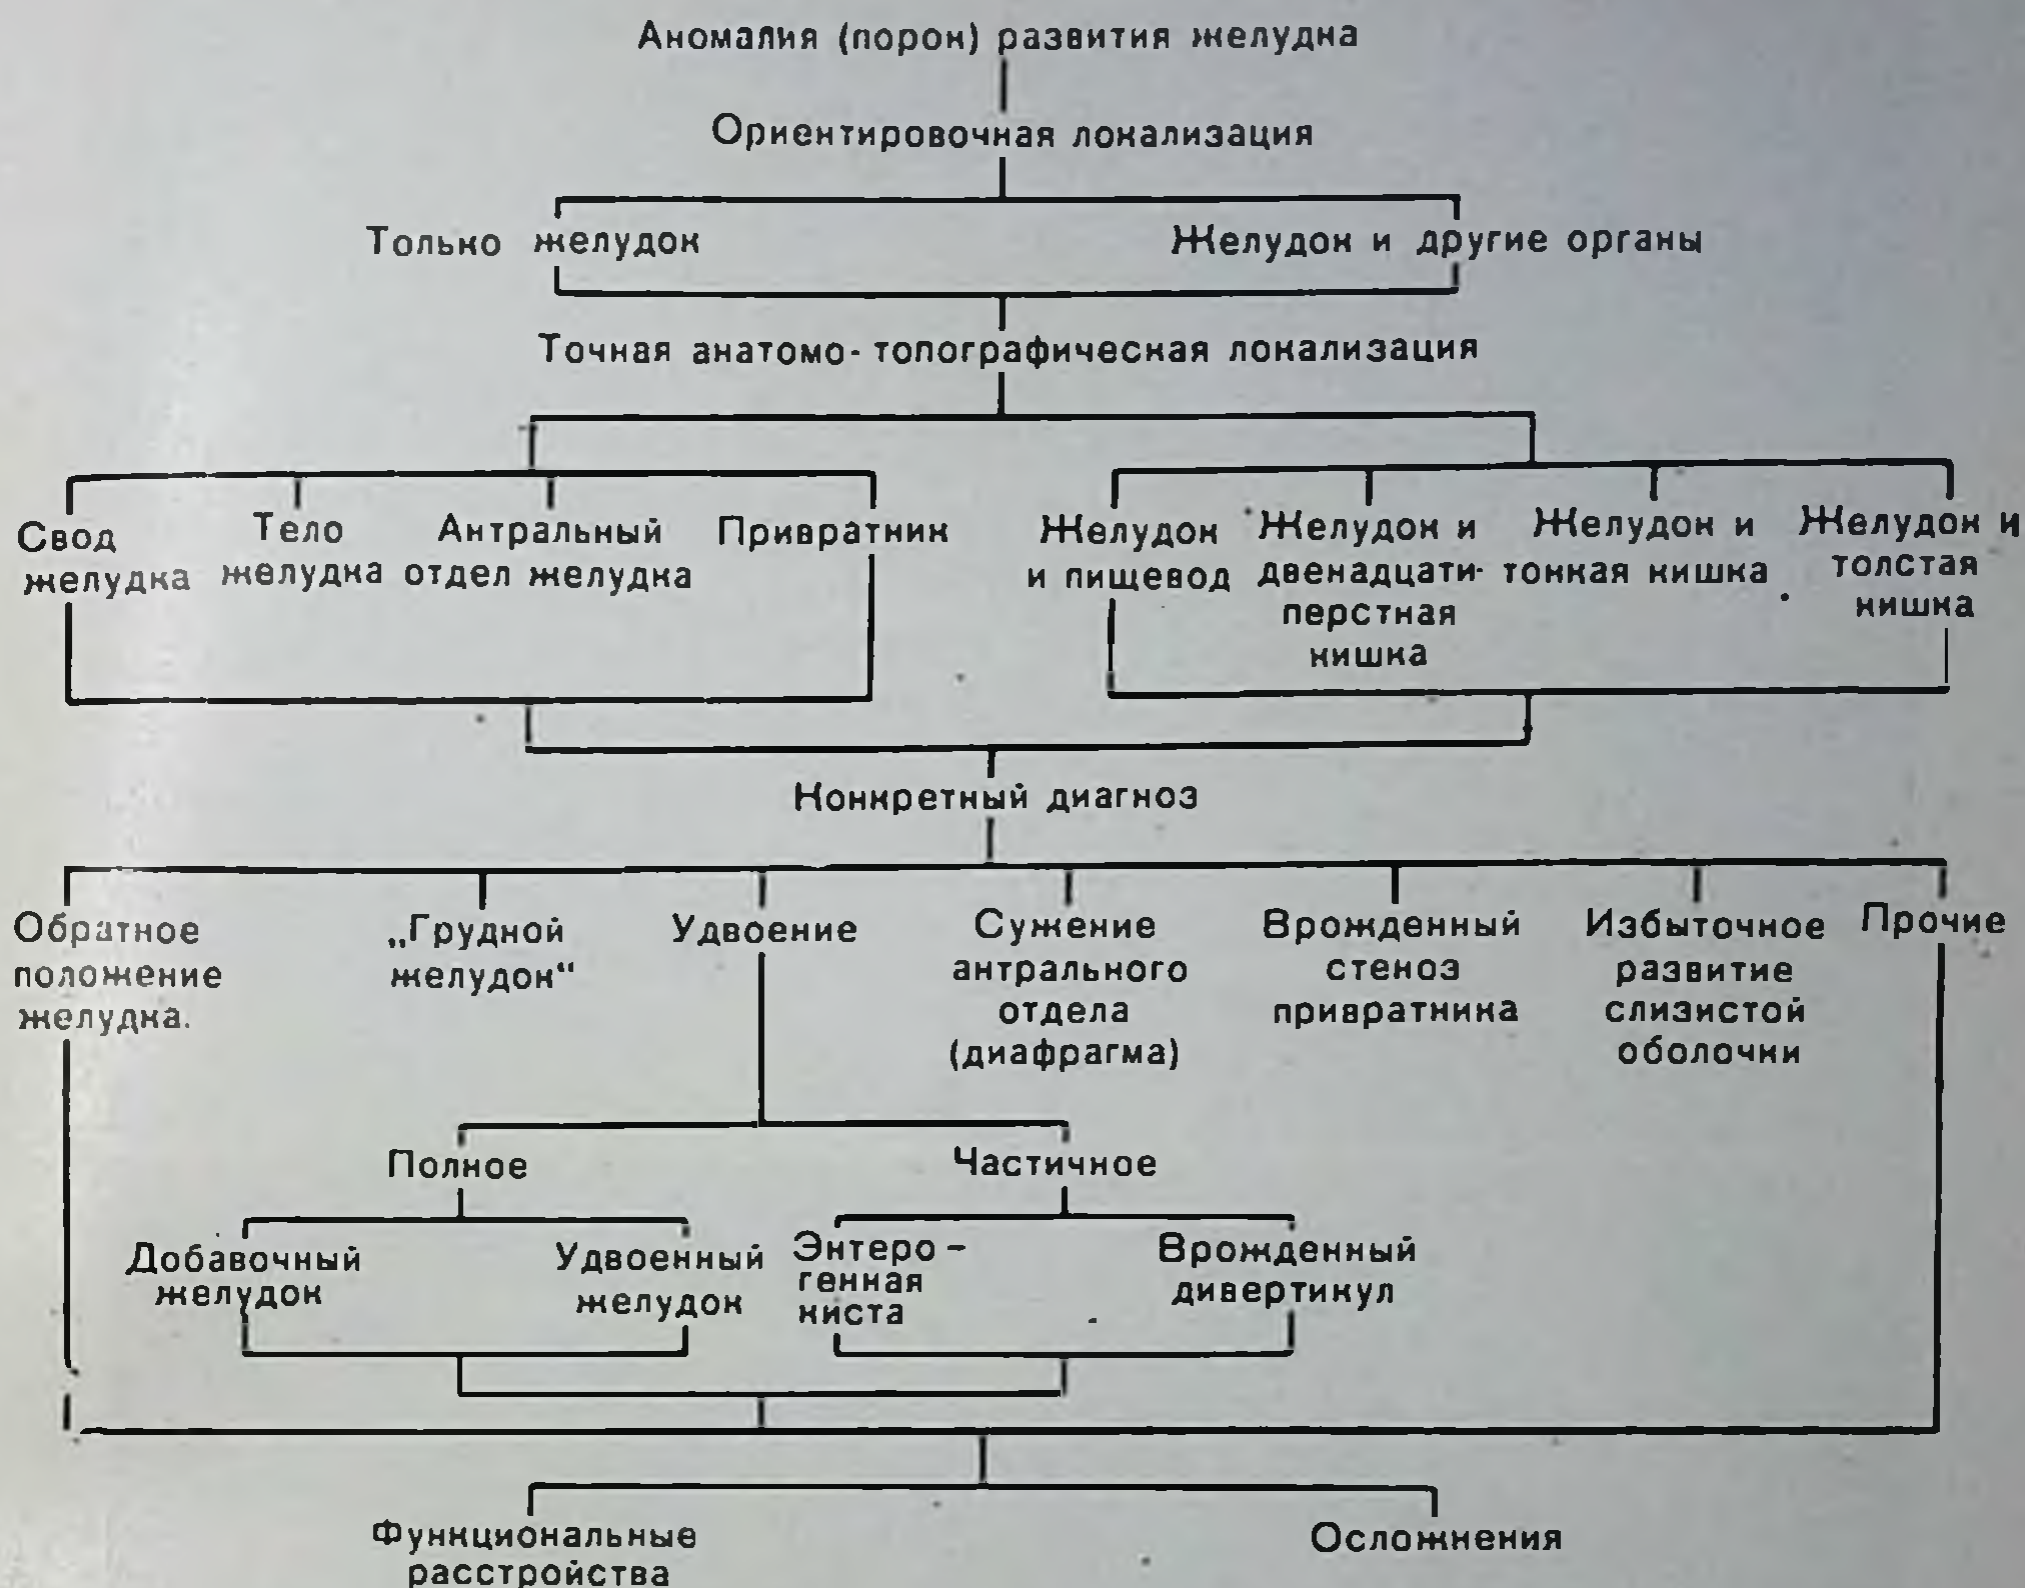 Аномалия (порок) развития желудка
Ориентировочная локализация
Только желудок
Желудок и другие органы
Точная анатомо-топографическая локализация
Свод
желудка
Тело
желудка
Антральный
отдел желудка
Привратник
Желудок
и пищевод
Желудок и
двенадцати-
перстная
кишка
Желудок и
тонкая кишка
Желудок и
толстая
кишка
Конкретный диагноз
Обратное
положение
желудка.
„Грудной
желудок“
Удвоение
Сужение
антрального
отдела
(диафрагма)
Врожденный
стеноз
привратника
Избыточное
развитие
слизистой
оболочки
Прочие
Полное
Частичное
Добавочный
желудок
Удвоенный
желудок
Энтеро-
генная
киста
Врожденный
дивертикул
Функциональные
расстройства
Осложнения